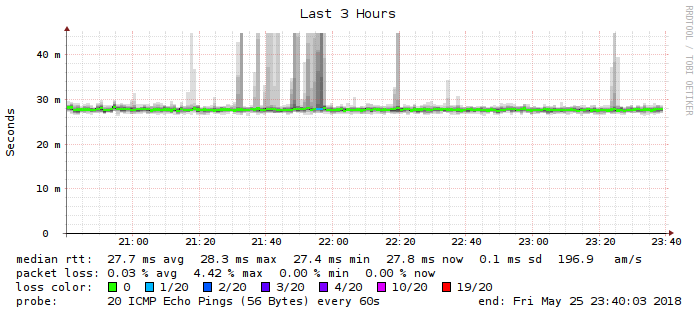 Last 3 Hours
RRDTOOL / TOBI OETIKER
Seconds
40 m
30 m
20 m
10 m
0
21:00 21:20 21:40 22:00 22:20 22:40 23:00 23:20 23:40
median rtt: 27.7 ms avg 28.3 ms max 27.4 ms min 27.8 ms now 0.1 ms sd 196.9 am/s
packet loss: 0.03 % avg 4.42 % max 0.00 % min 0.00 % now
loss color: 0 1/20 2/20 3/20 4/20 10/20 19/20
probe: 20 ICMP Echo Pings (56 Bytes) every 60s end: Fri May 25 23:40:03 2018